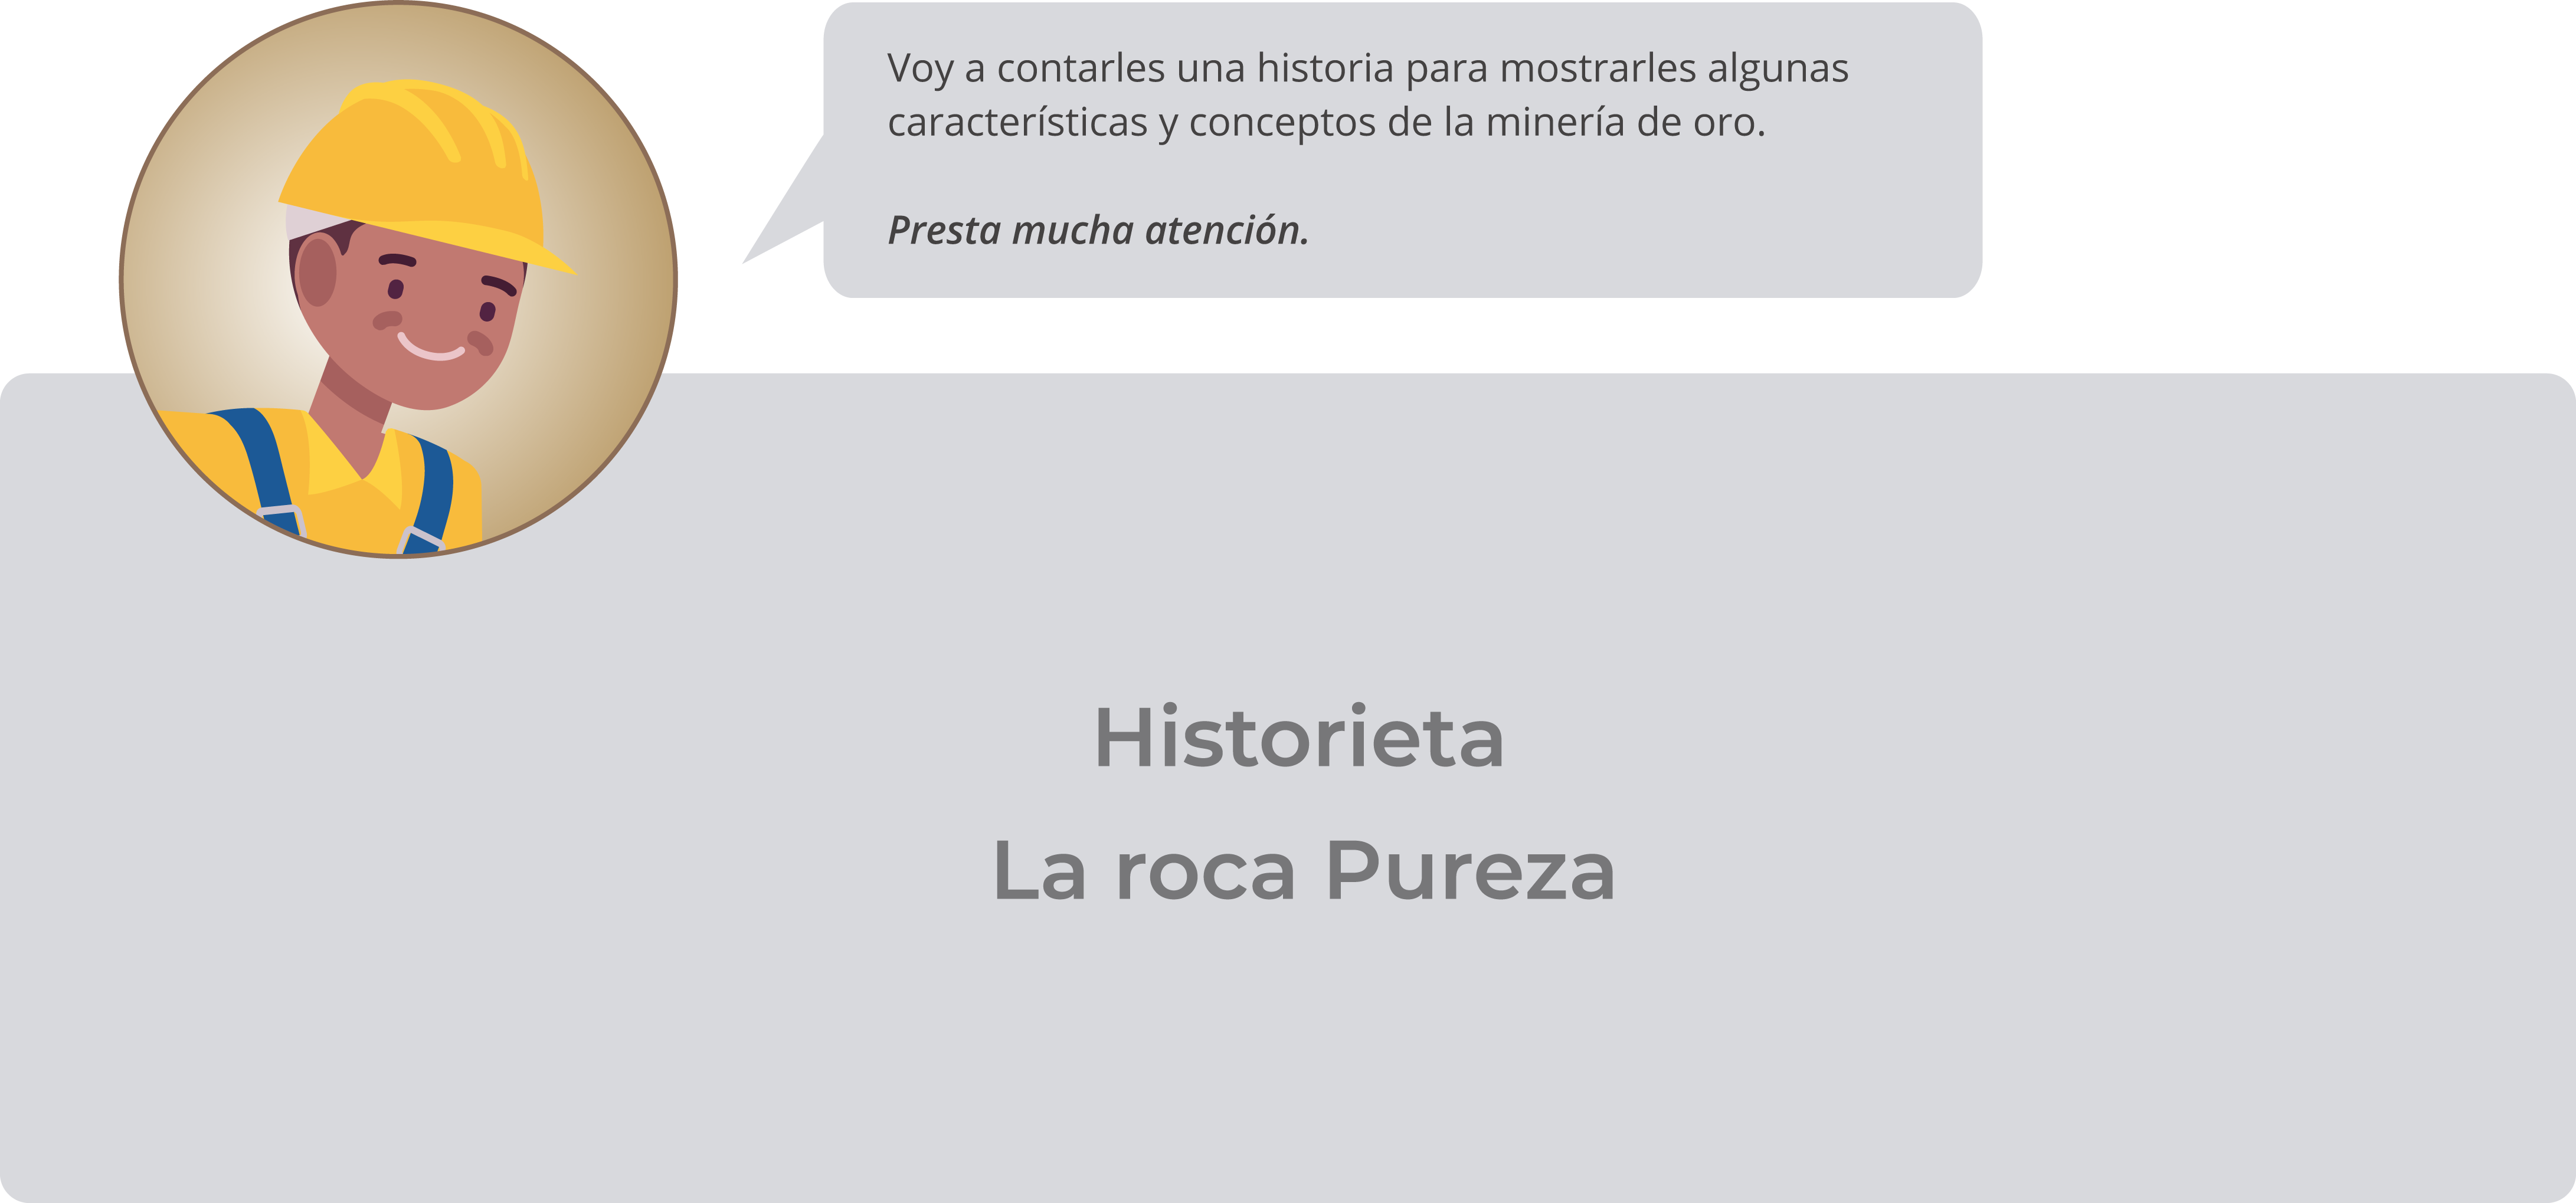 Voy a contarles una historia para mostrarles algunas
características y conceptos de la minería de oro.
Presta mucha atención.
Historieta
La roca Pureza